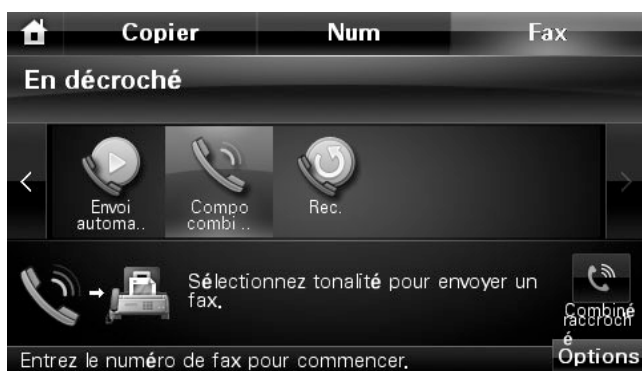 Copier Num Fax
En décroché
Envoi
automa..
Compo
combi ..
Rec.
Sélectionnez tonalité pour envoyer un
fax.
Combiné
raccroch
é
Entrez le numéro de fax pour commencer.
Options